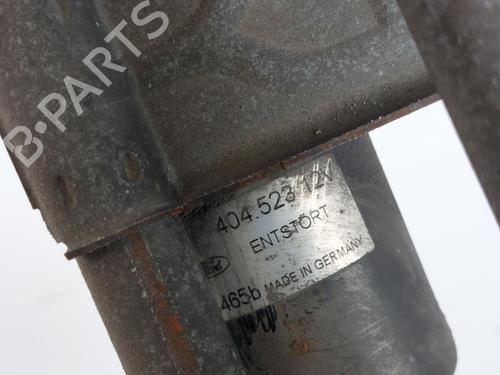 B-PARTS
404.523 12V
ENTSTÖRT
465b MADE IN GERMANY